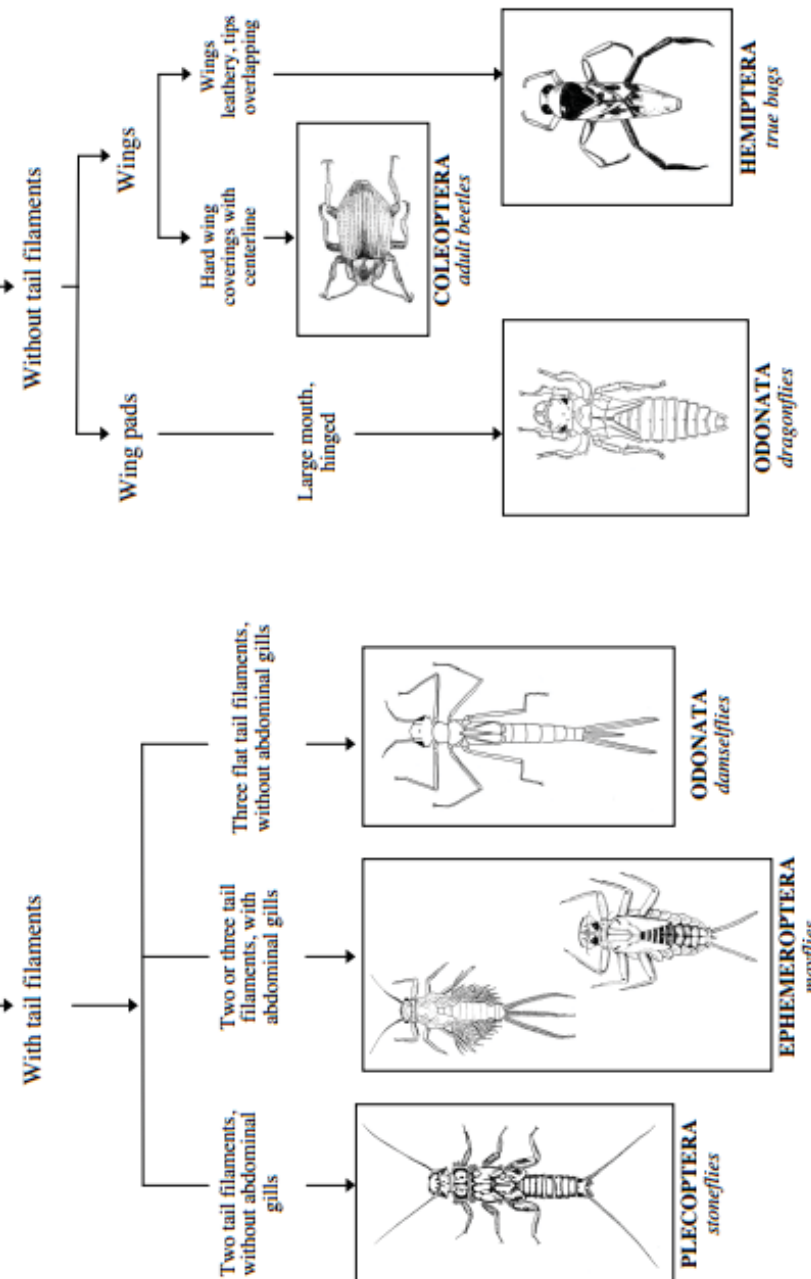 With tail filaments
Two tail filaments,
without abdominal
gills
PLECOPTERA
stoneflies
Two or three tail
filaments, with
abdominal gills
EPHEMEROPTERA
mayflies
Three flat tail filaments,
without abdominal gills
ODONATA
damselflies
Without tail filaments
Wing pads
Large mouth,
hinged
ODONATA
dragonflies
Wings
Hard wing
coverings with
centerline
COLEOPTERA
adult beetles
Wings
leathery, tips
overlapping
HEMIPTERA
true bugs